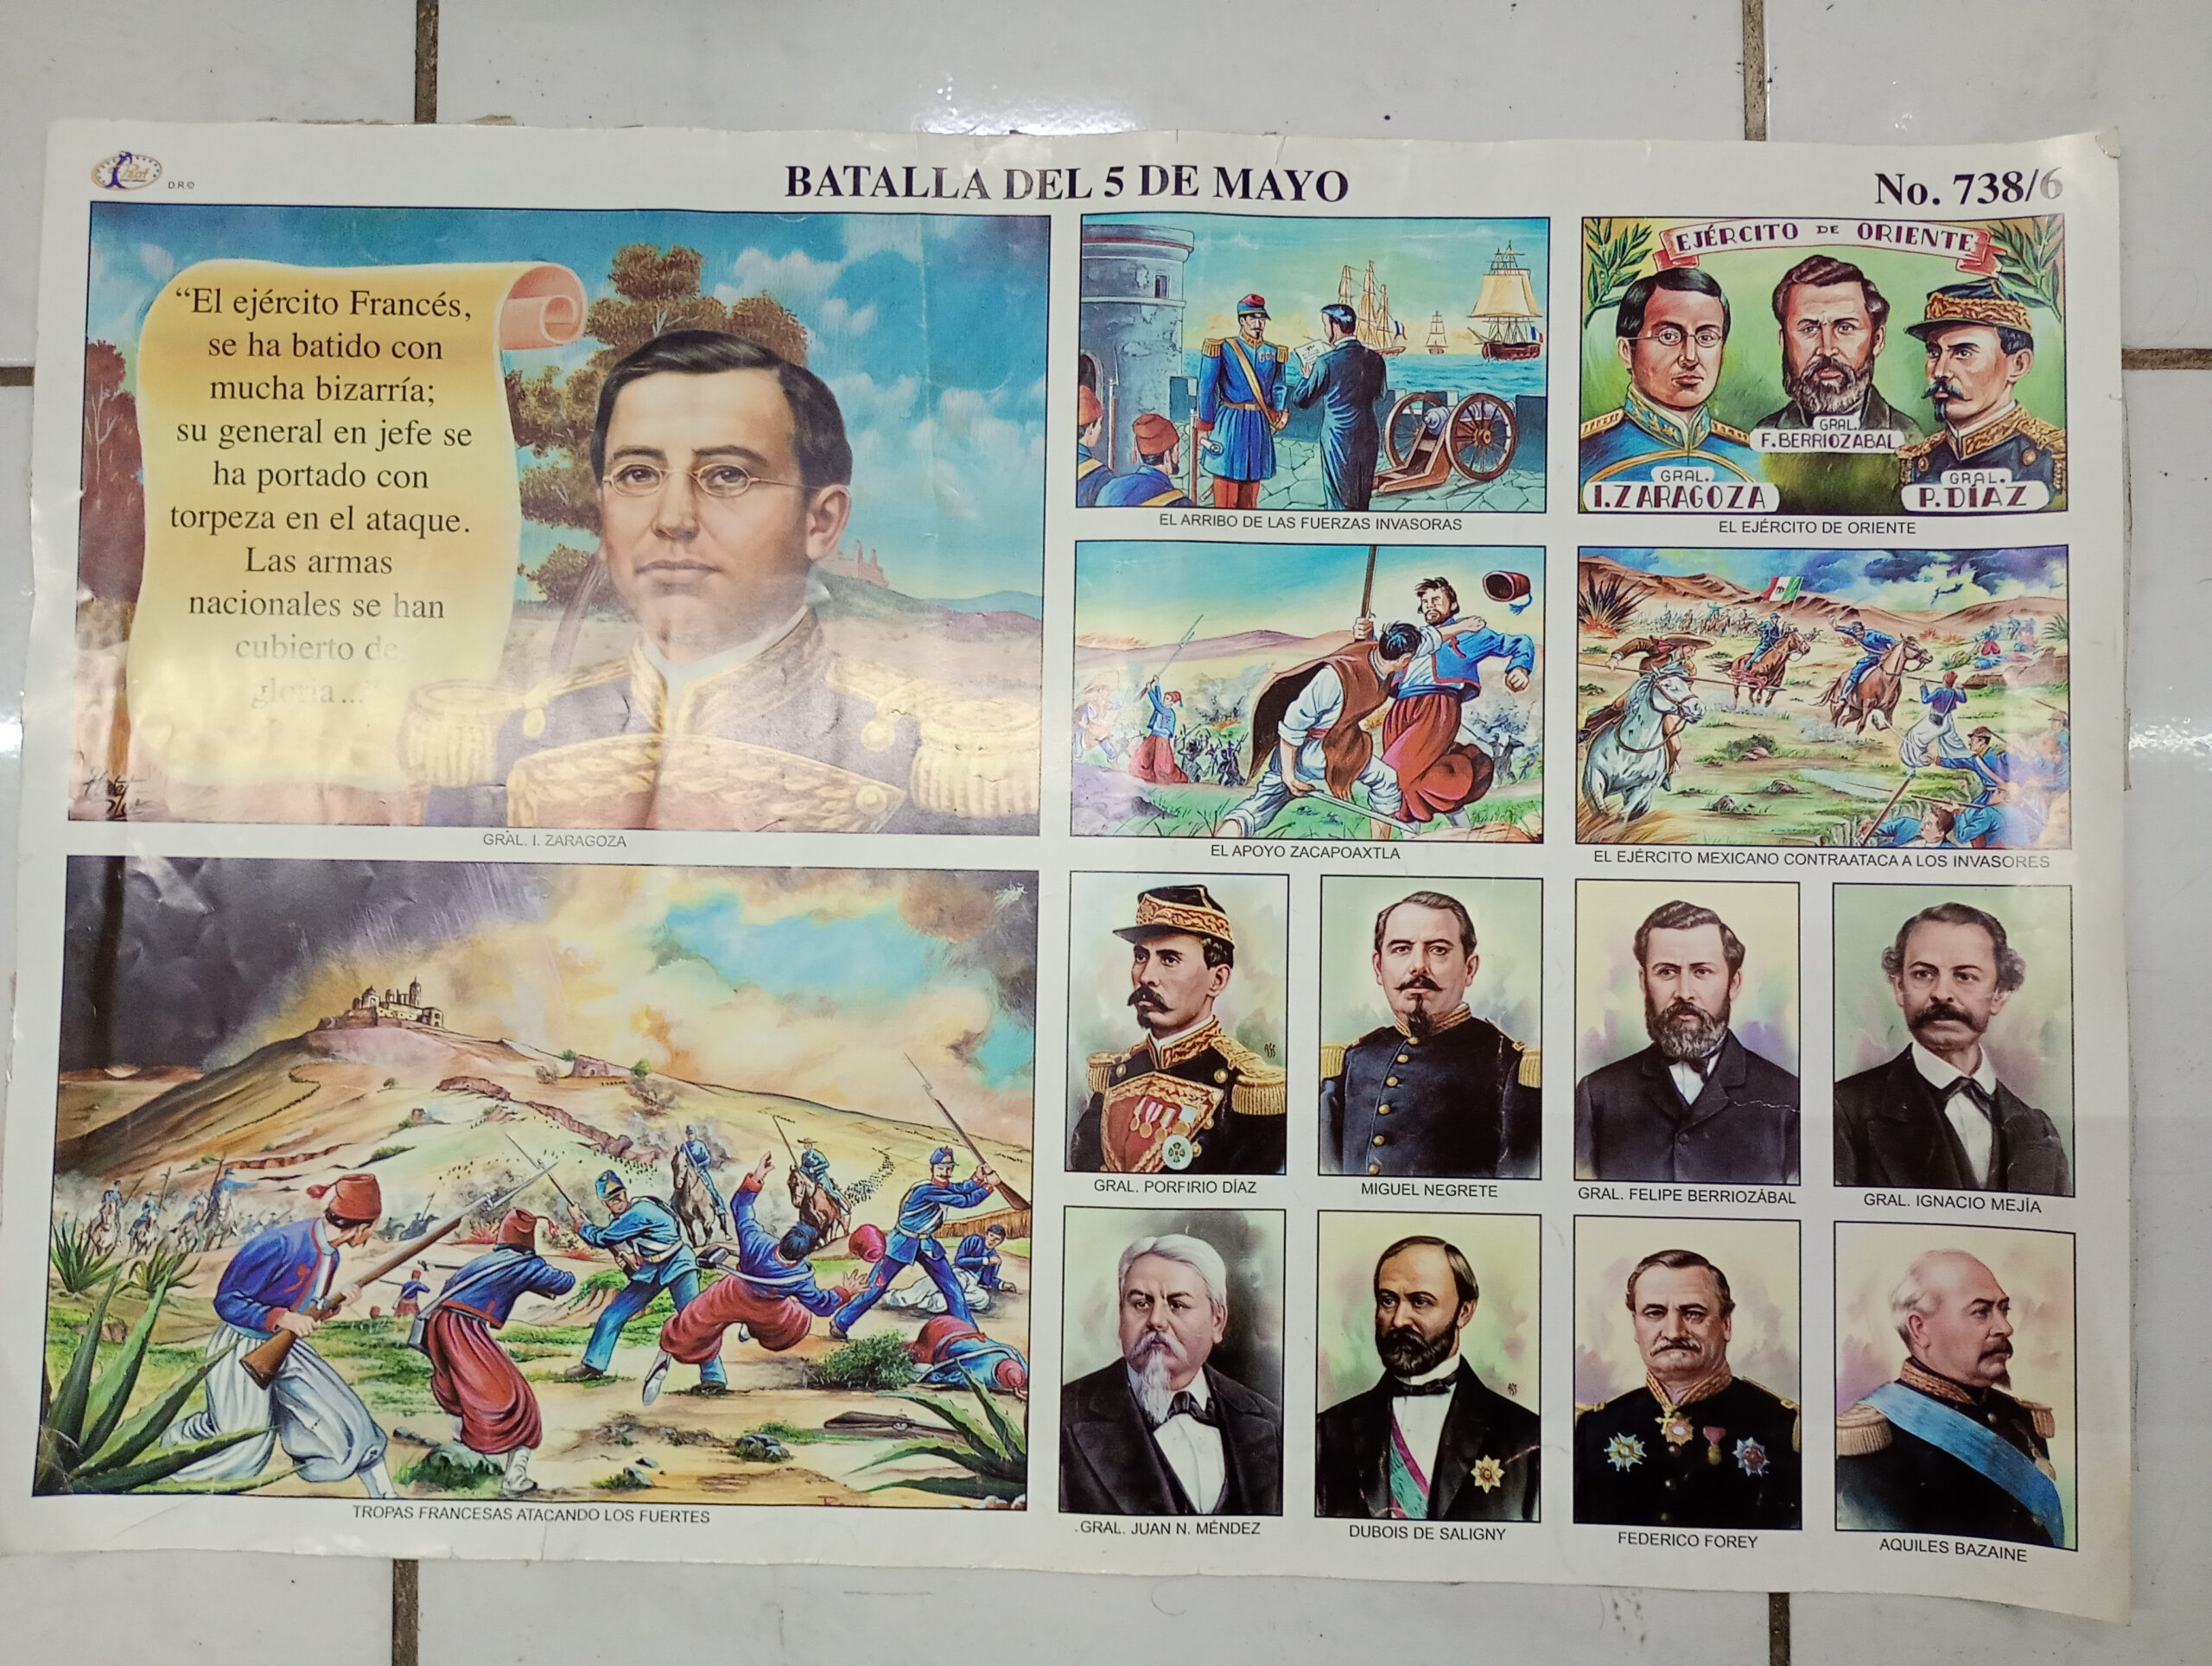 D.R.©
BATALLA DEL 5 DE MAYO
No. 738/6
“El ejército Francés,
se ha batido con
mucha bizarría;
su general en jefe se
ha portado con
torpeza en el ataque.
Las armas
nacionales se han
cubierto de
gloria...”
GRAL. I. ZARAGOZA
EL ARRIBO DE LAS FUERZAS INVASORAS
EJÉRCITO DE ORIENTE
GRAL.
I. ZARAGOZA
GRAL.
F. BERRIOZABAL
GRAL.
P. DÍAZ
EL EJÉRCITO DE ORIENTE
EL APOYO ZACAPOAXTLA
EL EJÉRCITO MEXICANO CONTRAATACA A LOS INVASORES
TROPAS FRANCESAS ATACANDO LOS FUERTES
GRAL. PORFIRIO DÍAZ
MIGUEL NEGRETE
GRAL. FELIPE BERRIOZÁBAL
GRAL. IGNACIO MEJÍA
.GRAL. JUAN N. MÉNDEZ
DUBOIS DE SALIGNY
FEDERICO FOREY
AQUILES BAZAINE